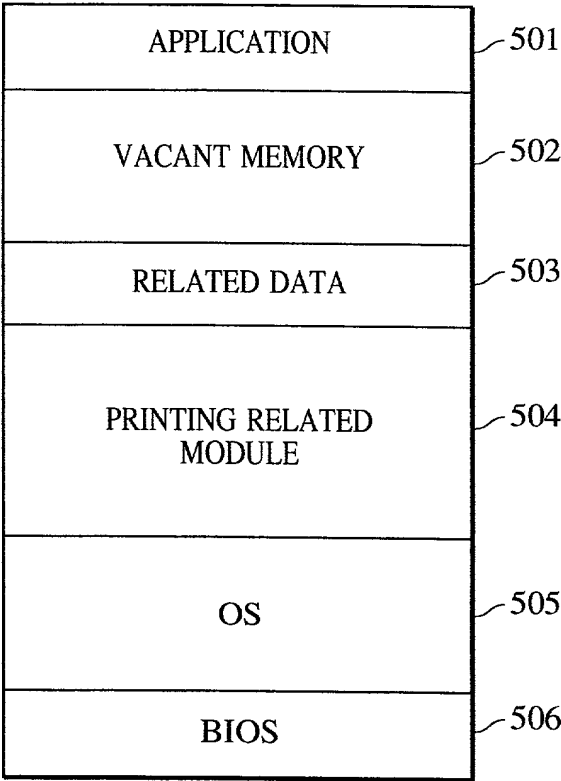 APPLICATION
501
VACANT MEMORY
502
RELATED DATA
503
PRINTING RELATED
MODULE
504
OS
505
BIOS
506